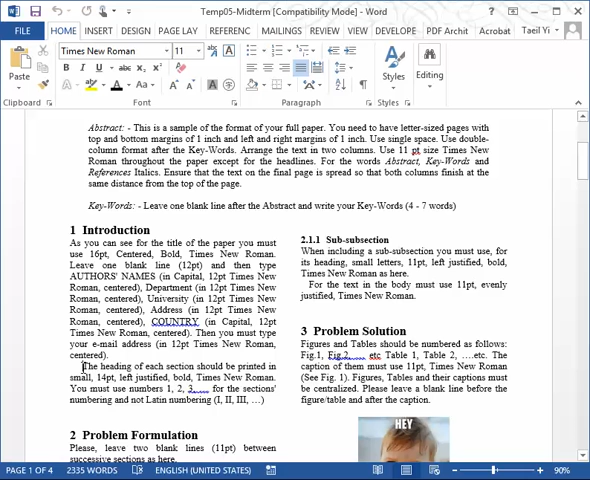 Temp05-Midterm [Compatibility Mode] - Word
FILE HOME INSERT DESIGN PAGE LAY REFERENC MAILINGS REVIEW VIEW DEVELOPE PDF Archit Acrobat Taeil Yi
Times New Roman 11
Paste
Styles
Editing
Clipboard Font Paragraph Styles
Abstract: - This is a sample of the format of your full paper. You need to have letter-sized pages with
top and bottom margins of 1 inch and left and right margins of 1 inch. Use single space. Use double-
column format after the Key-Words. Arrange the text in two columns. Use 11 pt size Times New
Roman throughout the paper except for the headlines. For the words Abstract, Key-Words and
References Italics. Ensure that the text on the final page is spread so that both columns finish at the
same distance from the top of the page.
Key-Words: - Leave one blank line after the Abstract and write your Key-Words (4 - 7 words)
1 Introduction
As you can see for the title of the paper you must
use 16pt, Centered, Bold, Times New Roman.
Leave one blank line (12pt) and then type
AUTHORS' NAMES (in Capital, 12pt Times New
Roman, centered), Department (in 12pt Times New
Roman, centered), University (in 12pt Times New
Roman, centered), Address (in 12pt Times New
Roman, centered), COUNTRY (in Capital, 12pt
Times New Roman, centered). Then you must type
your e-mail address (in 12pt Times New Roman,
centered).
The heading of each section should be printed in
small, 14pt, left justified, bold, Times New Roman.
You must use numbers 1, 2, 3,.... for the sections'
numbering and not Latin numbering (I, II, III, …)
2 Problem Formulation
Please, leave two blank lines (11pt) between
successive sections as here.
2.1.1 Sub-subsection
When including a sub-subsection you must use, for
its heading, small letters, 11pt, left justified, bold,
Times New Roman as here.
For the text in the body must use 11pt, evenly
justified, Times New Roman.
3 Problem Solution
Figures and Tables should be numbered as follows:
Fig.1, Fig.2,.... etc Table 1, Table 2, ….etc. The
caption of them must use 11pt, Times New Roman
(See Fig. 1). Figures, Tables and their captions must
be centralized. Please leave a blank line before the
figure/table and after the caption.
HEY
PAGE 1 OF 4 2335 WORDS ENGLISH (UNITED STATES) 90%